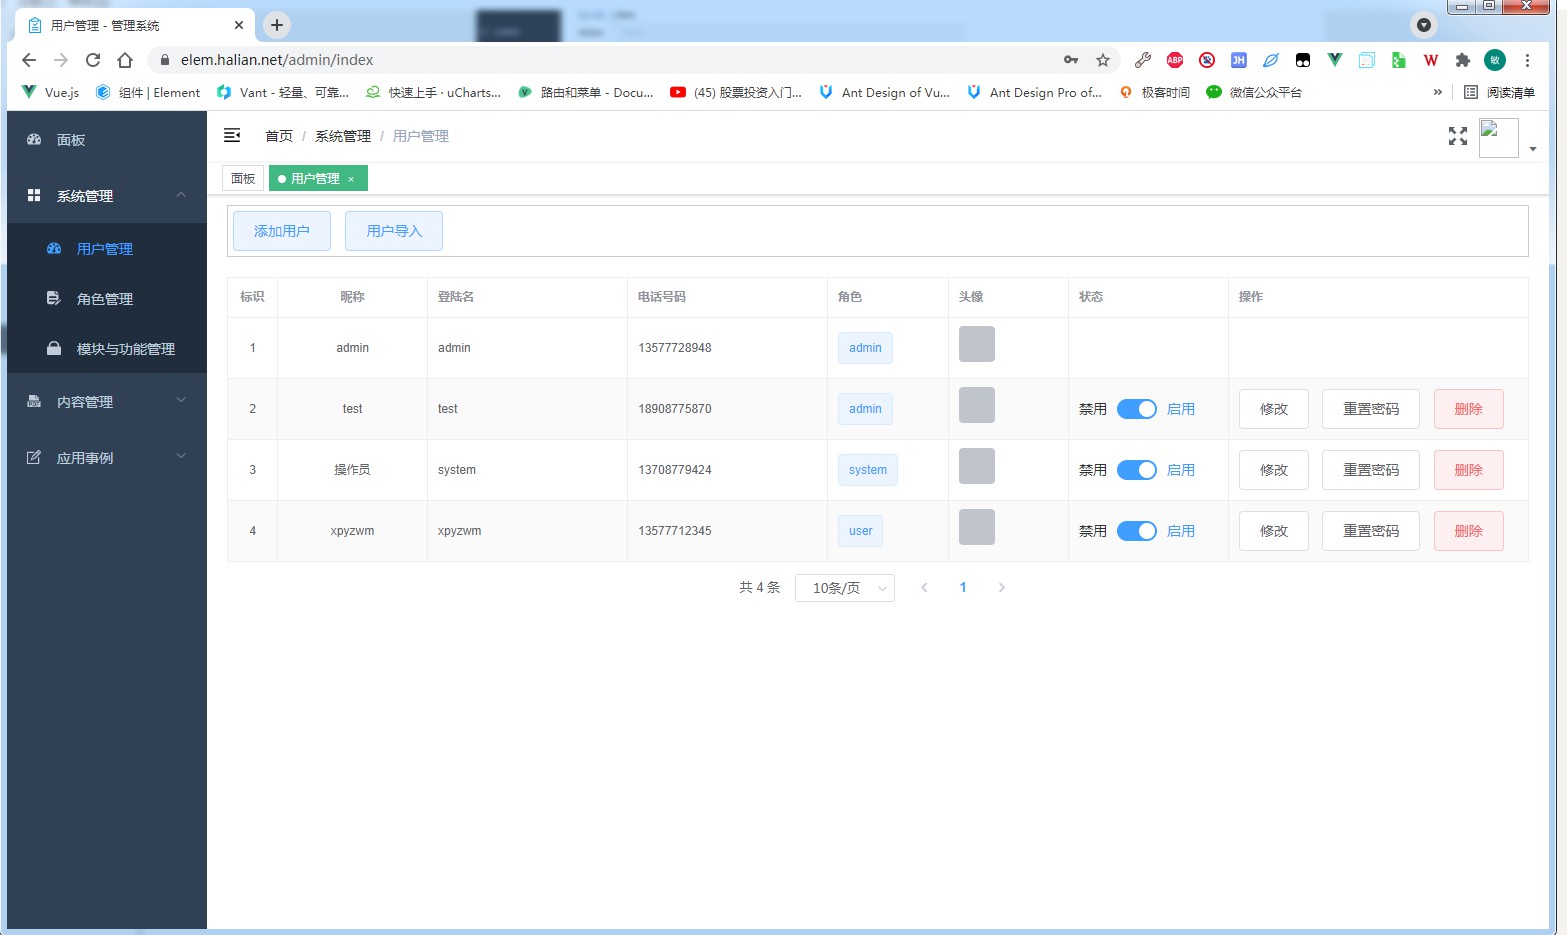 用户管理 - 管理系统
elem.halian.net/admin/index
ABP JH W 敏
Vue.js 组件 | Element Vant - 轻量、可靠... 快速上手 · uCharts... 路由和菜单 - Docu... (45) 股票投资入门... Ant Design of Vu... Ant Design Pro of... 极客时间 微信公众平台 » 阅读清单
面板
系统管理
用户管理
角色管理
模块与功能管理
内容管理
应用事例
首页 / 系统管理 / 用户管理
面板 用户管理 ×
添加用户 用户导入
标识 昵称 登陆名 电话号码 角色 头像 状态 操作
1 admin admin 13577728948 admin
2 test test 18908775870 admin 禁用 启用 修改 重置密码 删除
3 操作员 system 13708779424 system 禁用 启用 修改 重置密码 删除
4 xpyzwm xpyzwm 13577712345 user 禁用 启用 修改 重置密码 删除
共 4 条 10条/页 1